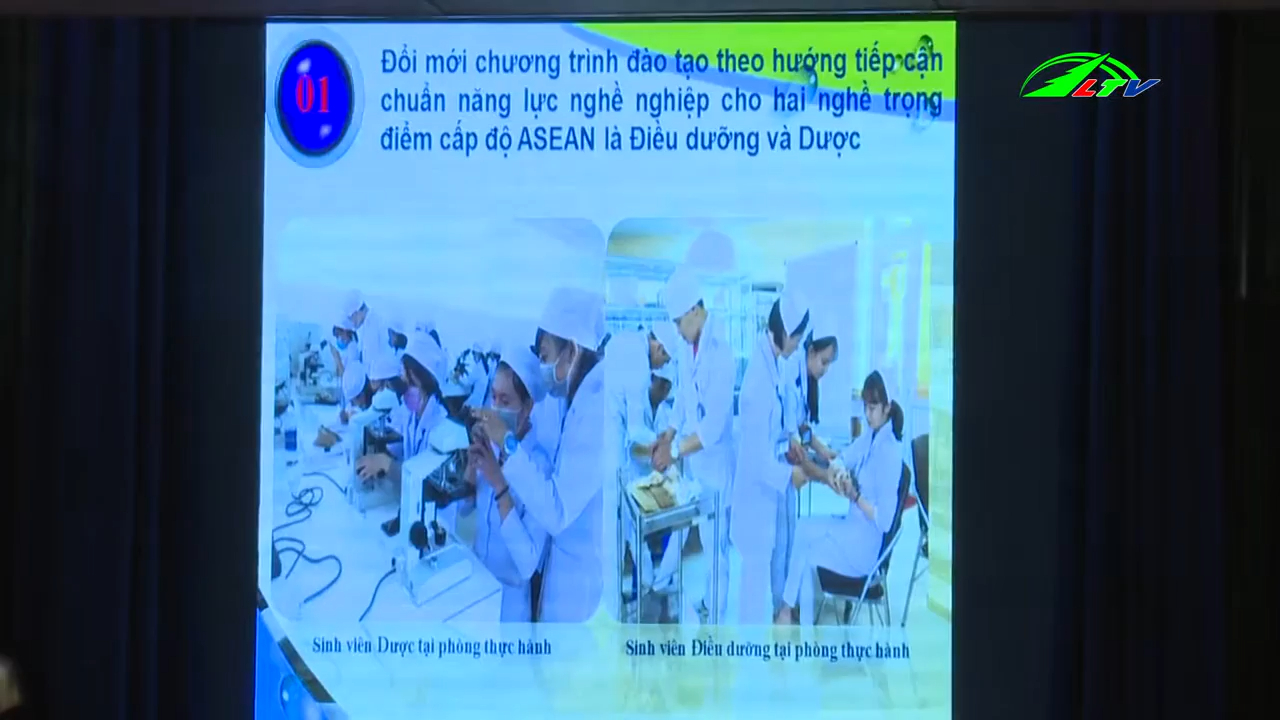 01
Đổi mới chương trình đào tạo theo hướng tiếp cận
chuẩn năng lực nghề nghiệp cho hai nghề trọng
điểm cấp độ ASEAN là Điều dưỡng và Dược
LTV
Sinh viên Dược tại phòng thực hành
Sinh viên Điều dưỡng tại phòng thực hành